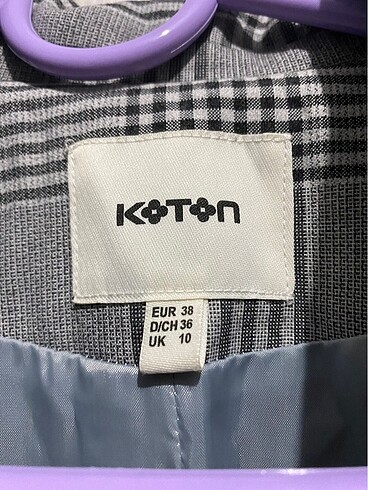 KOTON
EUR 38
D/CH 36
UK 10